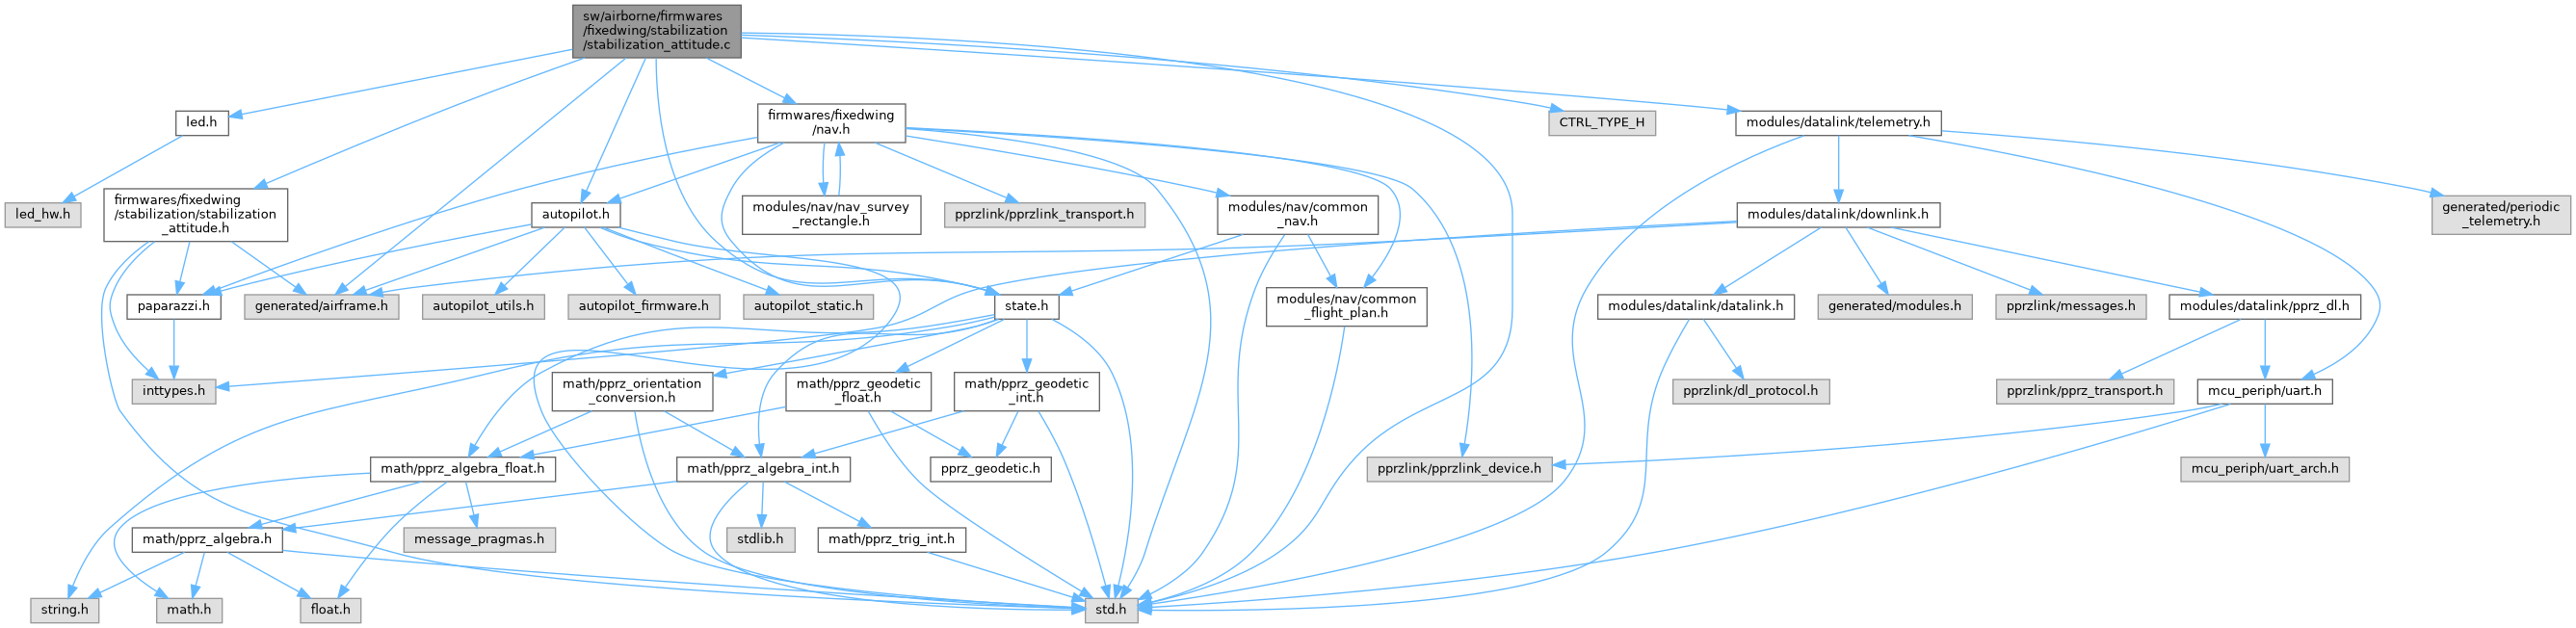 sw/airborne/firmwares
/fixedwing/stabilization
/stabilization_attitude.c
led.h
firmwares/fixedwing
/nav.h
CTRL_TYPE_H
modules/datalink/telemetry.h
led_hw.h
firmwares/fixedwing
/stabilization/stabilization
_attitude.h
autopilot.h
modules/nav/nav_survey
_rectangle.h
pprzlink/pprzlink_transport.h
modules/nav/common
_nav.h
modules/datalink/downlink.h
generated/periodic
_telemetry.h
paparazzi.h
generated/airframe.h
autopilot_utils.h
autopilot_firmware.h
autopilot_static.h
state.h
modules/nav/common
_flight_plan.h
modules/datalink/datalink.h
generated/modules.h
pprzlink/messages.h
modules/datalink/pprz_dl.h
inttypes.h
math/pprz_orientation
_conversion.h
math/pprz_geodetic
_float.h
math/pprz_geodetic
_int.h
pprzlink/dl_protocol.h
pprzlink/pprz_transport.h
mcu_periph/uart.h
math/pprz_algebra_float.h
math/pprz_algebra_int.h
pprz_geodetic.h
pprzlink/pprzlink_device.h
mcu_periph/uart_arch.h
math/pprz_algebra.h
message_pragmas.h
stdlib.h
math/pprz_trig_int.h
string.h
math.h
float.h
std.h